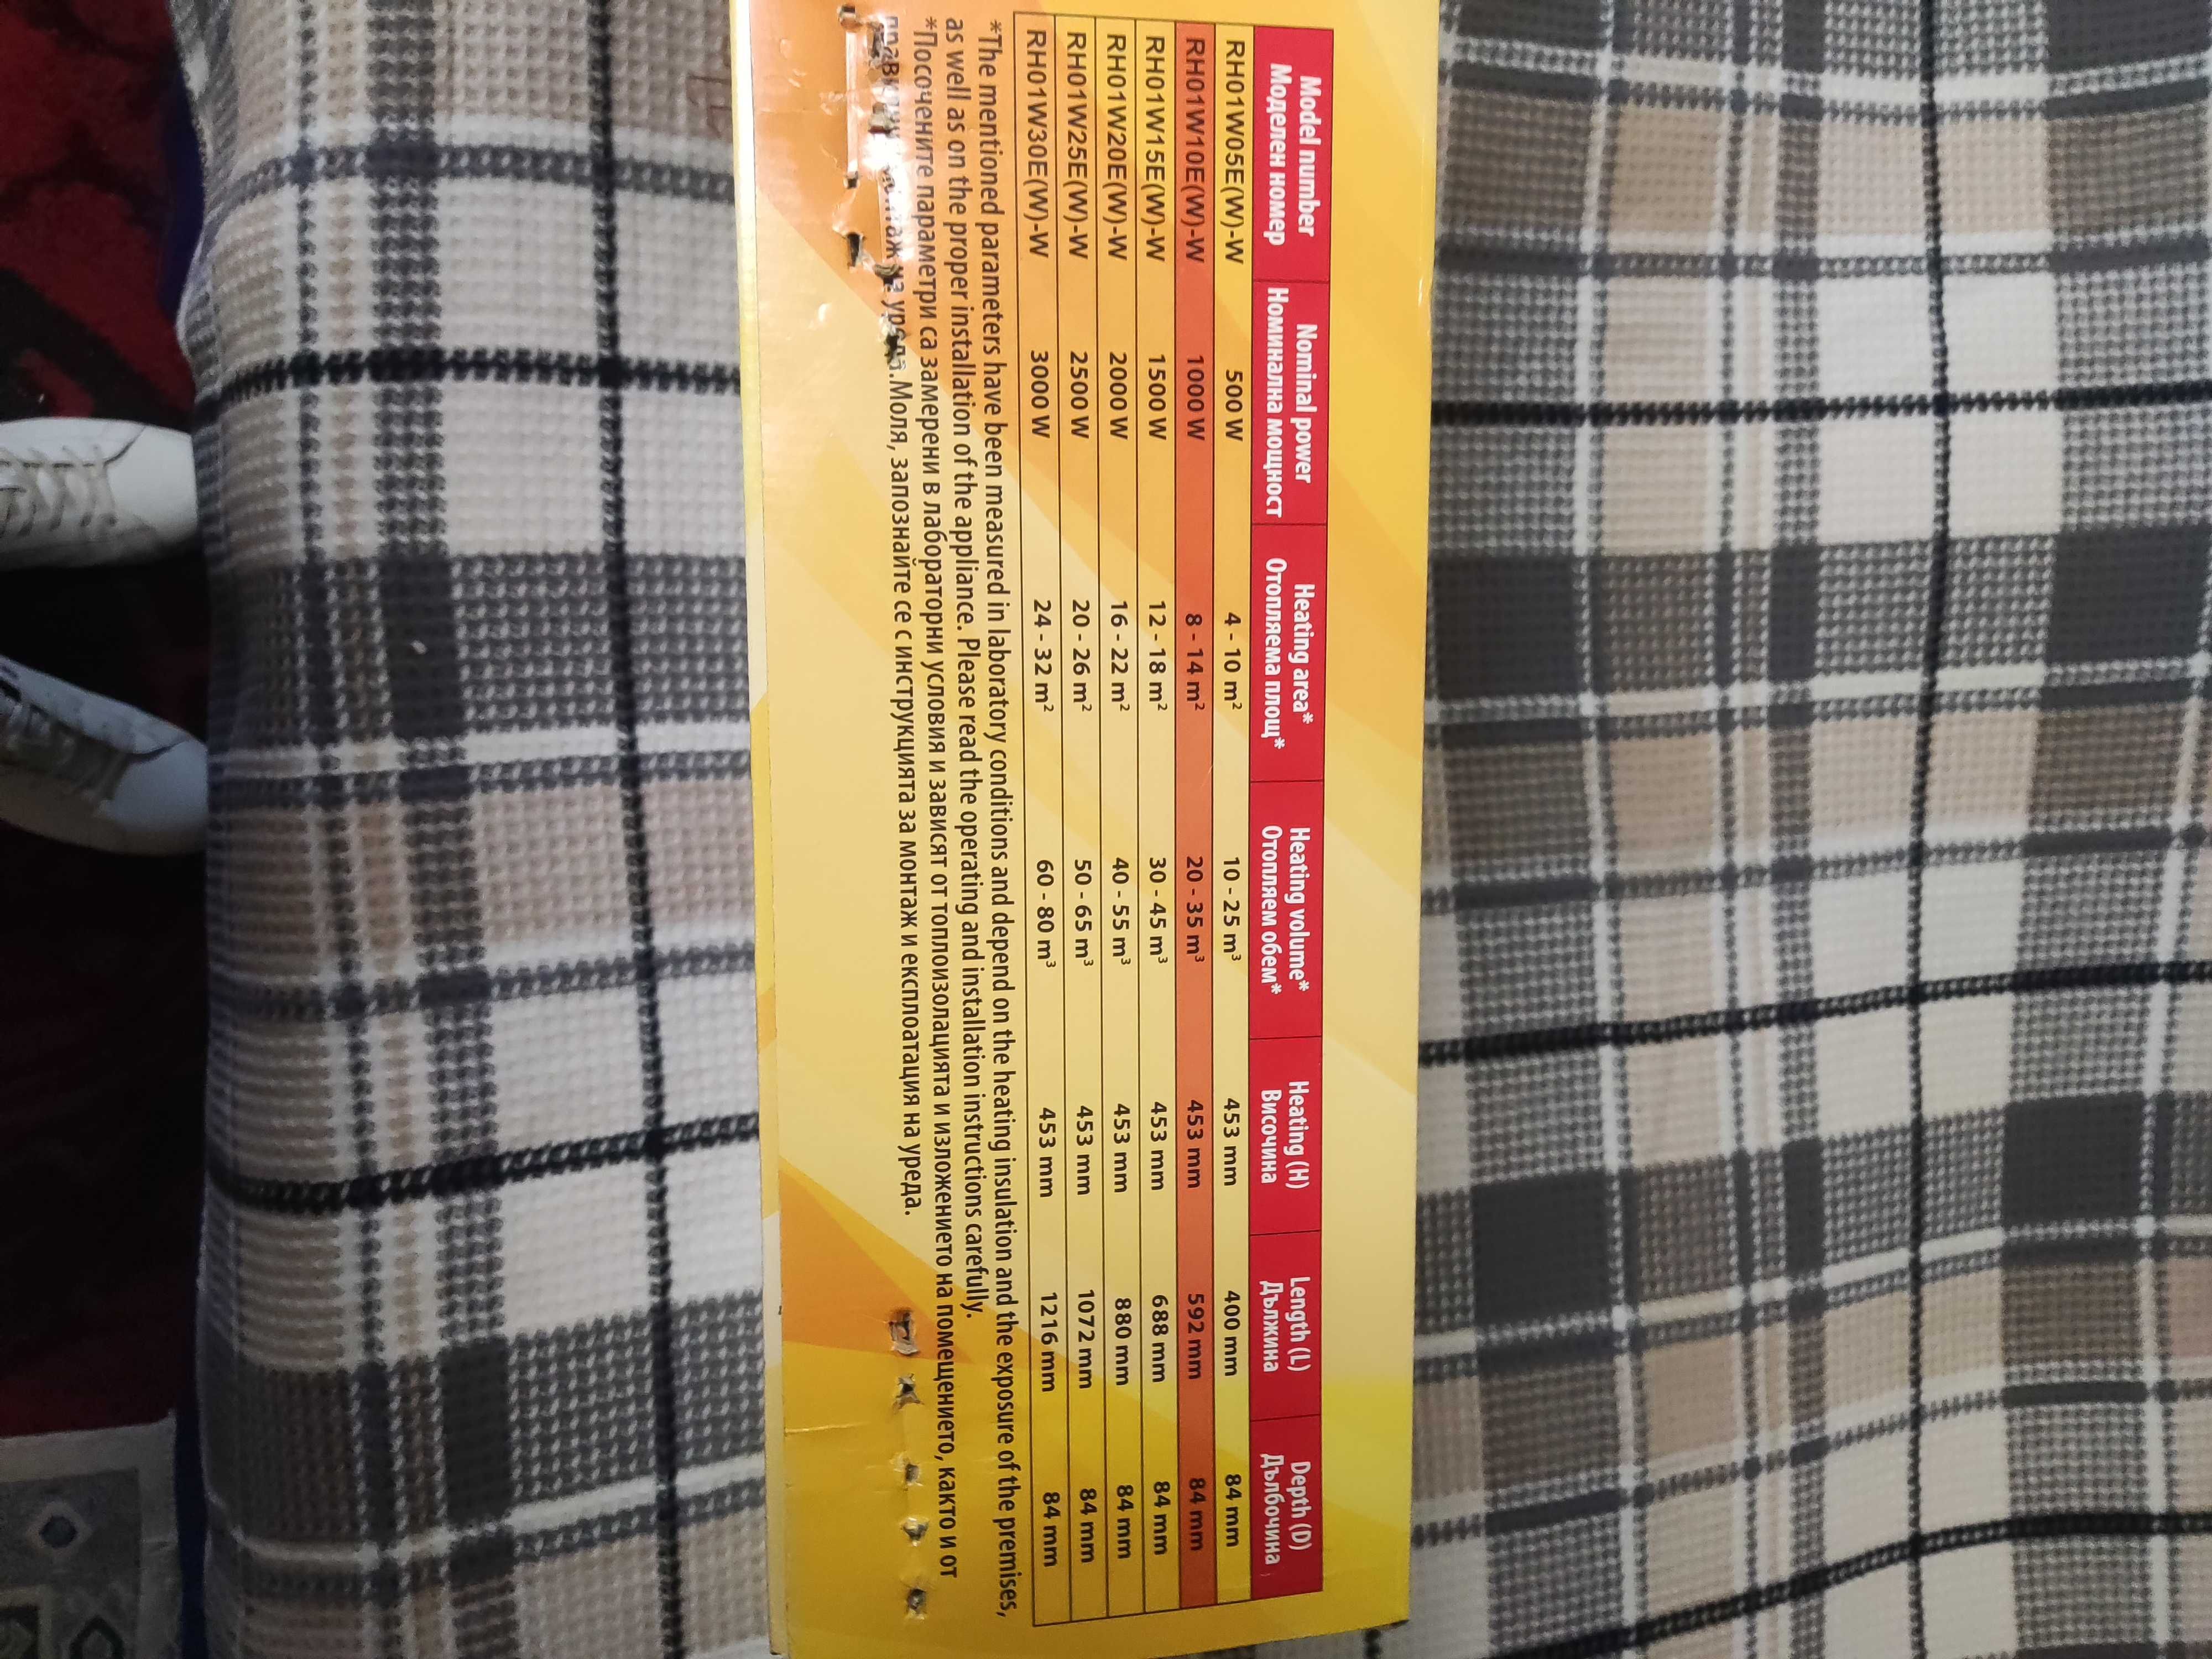 Model number Nominal power Heating area* Heating volume* Heating (H) Length (L) Depth (D)
Моделен номер Номинална мощност Отопляема площ* Отопляем обем* Височина Дължина Дълбочина
RH01W05E(W)-W 500 W 4 - 10 m² 10 - 25 m³ 453 mm 400 mm 84 mm
RH01W10E(W)-W 1000 W 8 - 14 m² 20 - 35 m³ 453 mm 592 mm 84 mm
RH01W15E(W)-W 1500 W 12 - 18 m² 30 - 45 m³ 453 mm 688 mm 84 mm
RH01W20E(W)-W 2000 W 16 - 22 m² 40 - 55 m³ 453 mm 880 mm 84 mm
RH01W25E(W)-W 2500 W 20 - 26 m² 50 - 65 m³ 453 mm 1072 mm 84 mm
RH01W30E(W)-W 3000 W 24 - 32 m² 60 - 80 m³ 453 mm 1216 mm 84 mm
*The mentioned parameters have been measured in laboratory conditions and depend on the heating insulation and the exposure of the premises,
as well as on the proper installation of the appliance. Please read the operating and installation instructions carefully.
*Посочените параметри са замерени в лабораторни условия и зависят от топлоизолацията и изложението на помещението, както и от
на уреда. Моля, запознайте се с инструкцията за монтаж и експлоатация на уреда.